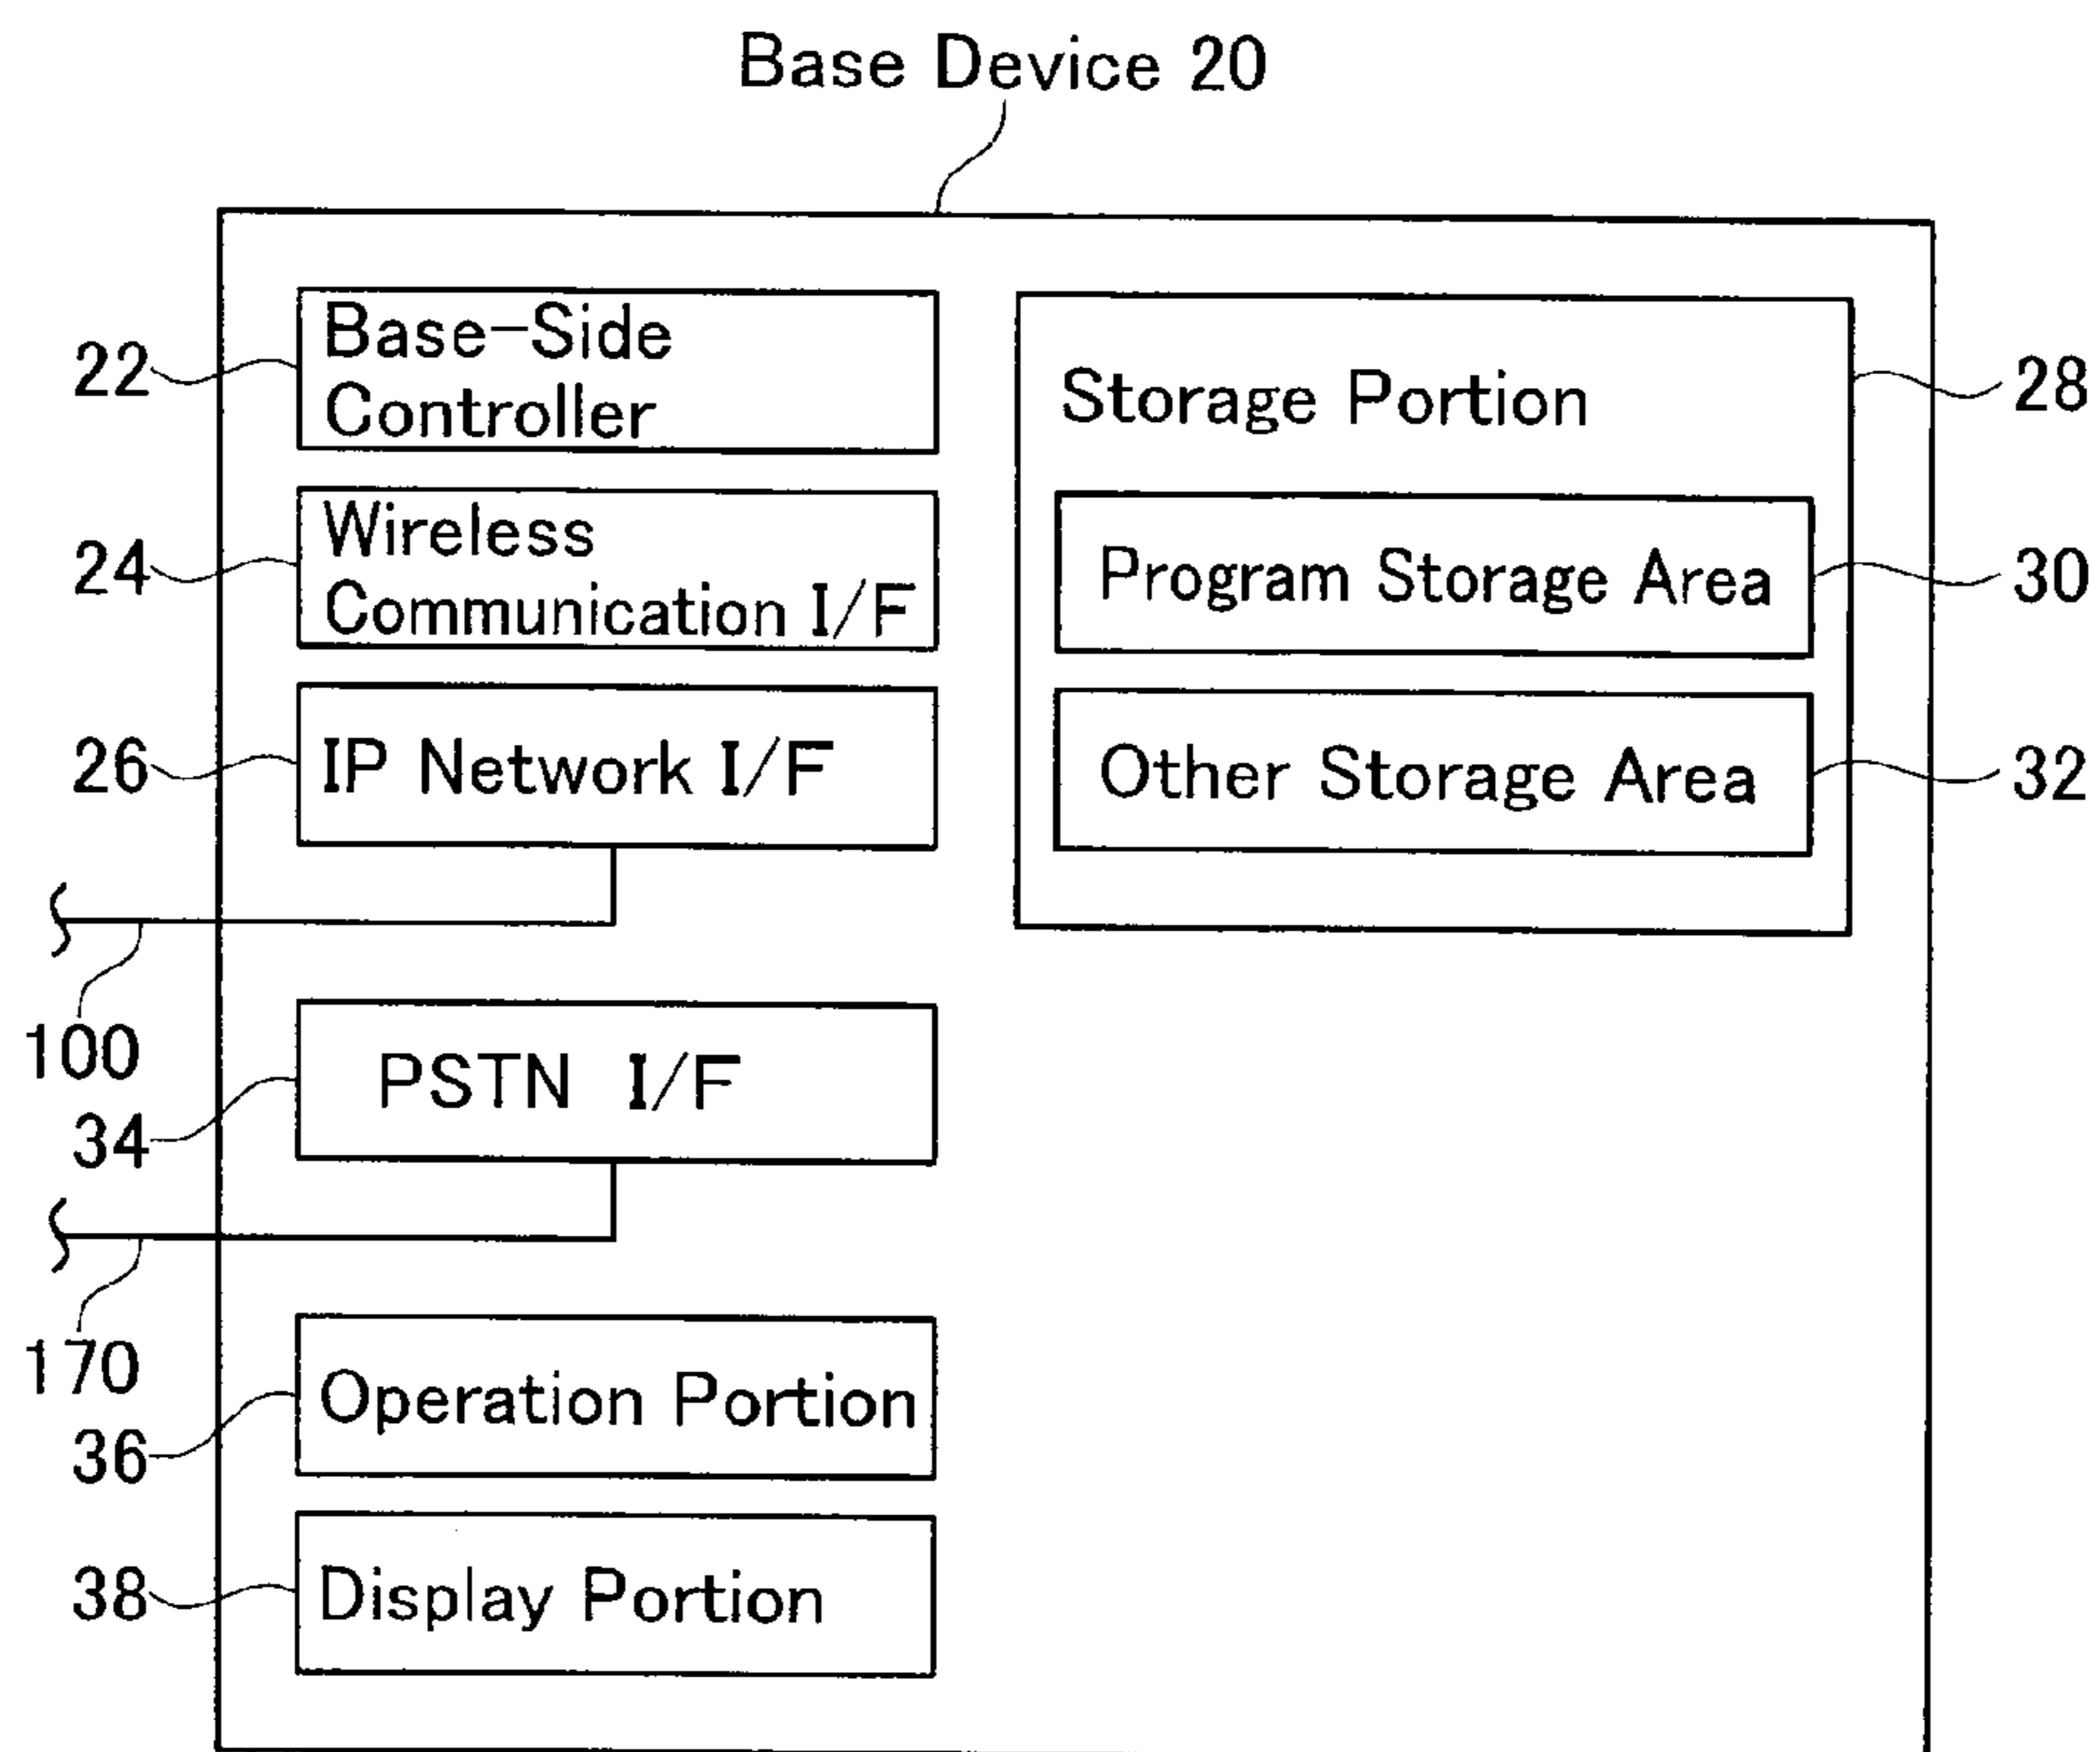 Base Device 20
22
Base-Side
Controller
24
Wireless
Communication I/F
26
IP Network I/F
100
34
PSTN I/F
170
36
Operation Portion
38
Display Portion
Storage Portion
28
Program Storage Area
30
Other Storage Area
32